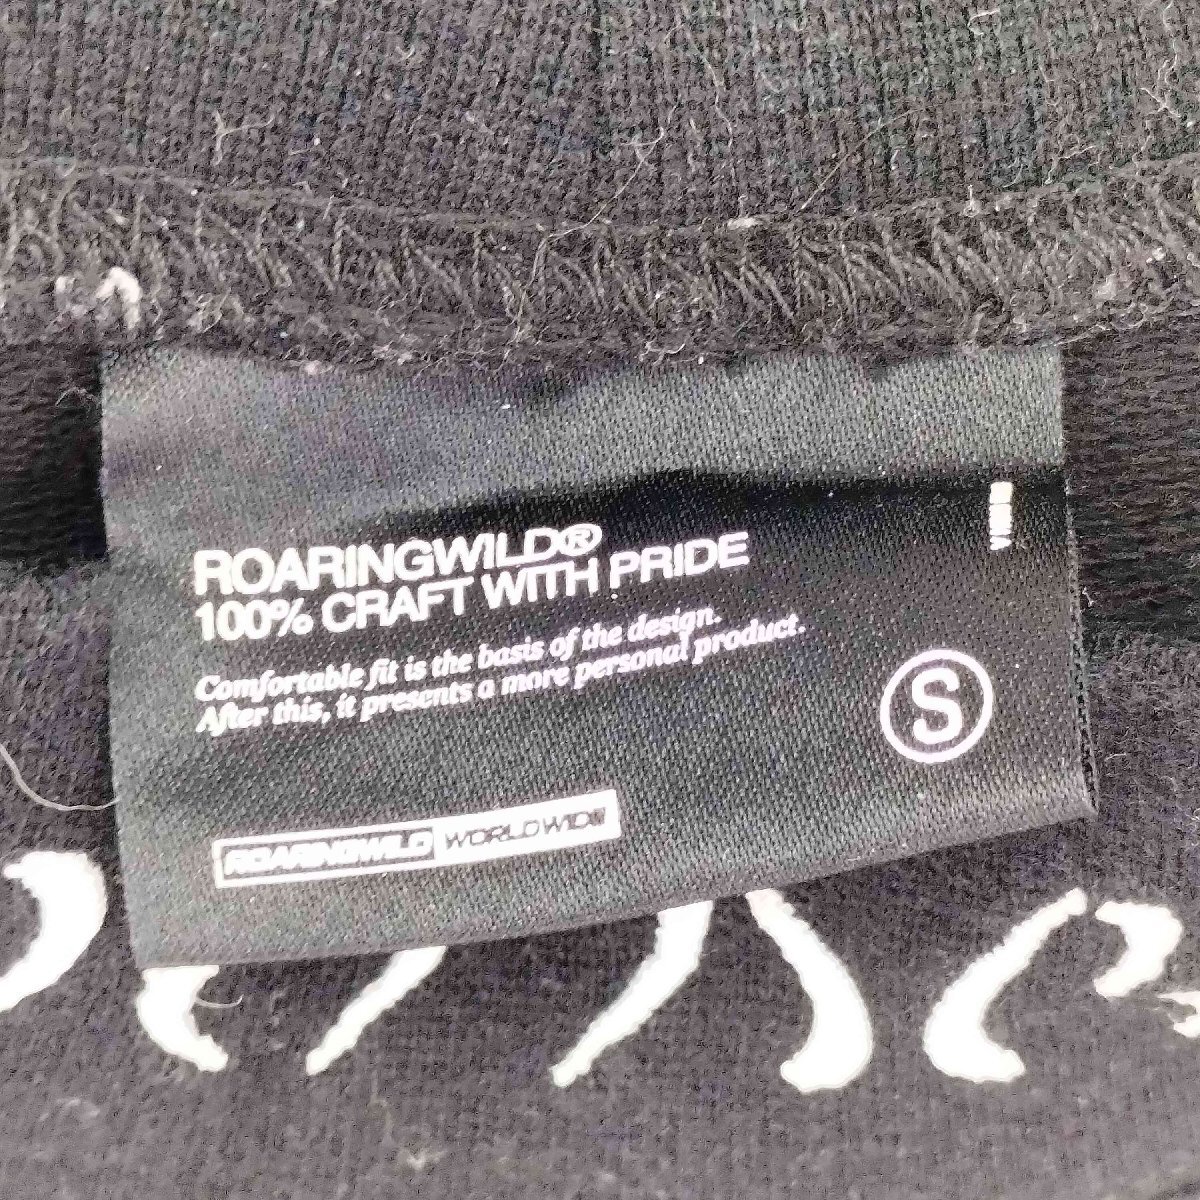 ROARINGWILD®
100% CRAFT WITH PRIDE
Comfortable fit is the basis of the design.
After this, it presents a more personal product.
S
ROARINGWILD WORLDWIDE